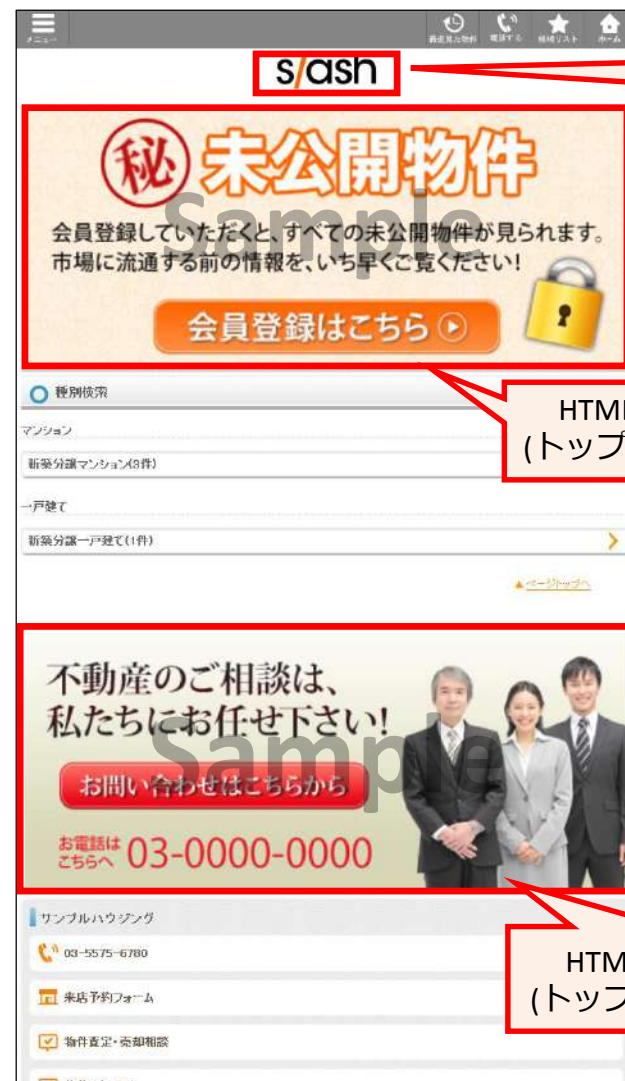 メニュー
最近見た物件 電話する 候補リスト ホーム
slash
㊙未公開物件
Sample
会員登録していただくと、すべての未公開物件が見られます。
市場に流通する前の情報を、いち早くご覧ください!
会員登録はこちら
種別検索
マンション
新築分譲マンション(3件)
一戸建て
新築分譲一戸建て(1件)
▲ページトップへ
HTM
(トップ
不動産のご相談は、
私たちにお任せ下さい!
Sample
お問い合わせはこちらから
お電話は
こちらへ 03-0000-0000
サンプルハウジング
03-5575-6780
来店予約フォーム
物件査定・売却相談
HTM
(トップ